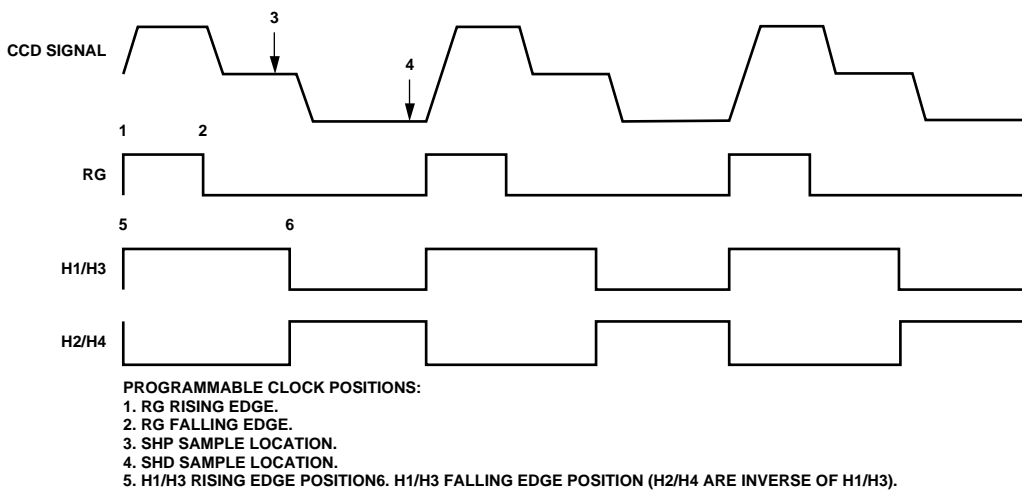 3
CCD SIGNAL
4
1 2
RG
5 6
H1/H3
H2/H4
PROGRAMMABLE CLOCK POSITIONS:
1. RG RISING EDGE.
2. RG FALLING EDGE.
3. SHP SAMPLE LOCATION.
4. SHD SAMPLE LOCATION.
5. H1/H3 RISING EDGE POSITION6. H1/H3 FALLING EDGE POSITION (H2/H4 ARE INVERSE OF H1/H3).